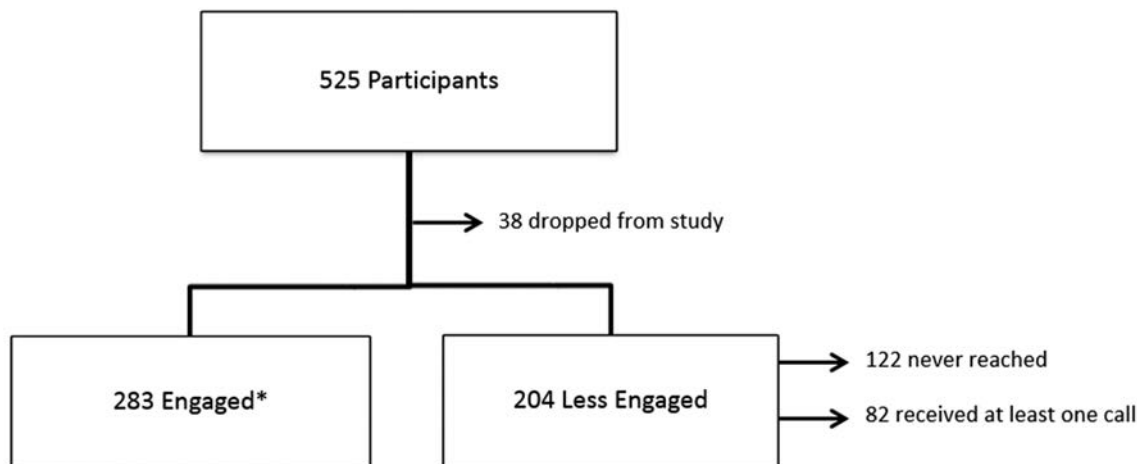 525 Participants
38 dropped from study
283 Engaged*
204 Less Engaged
122 never reached
82 received at least one call